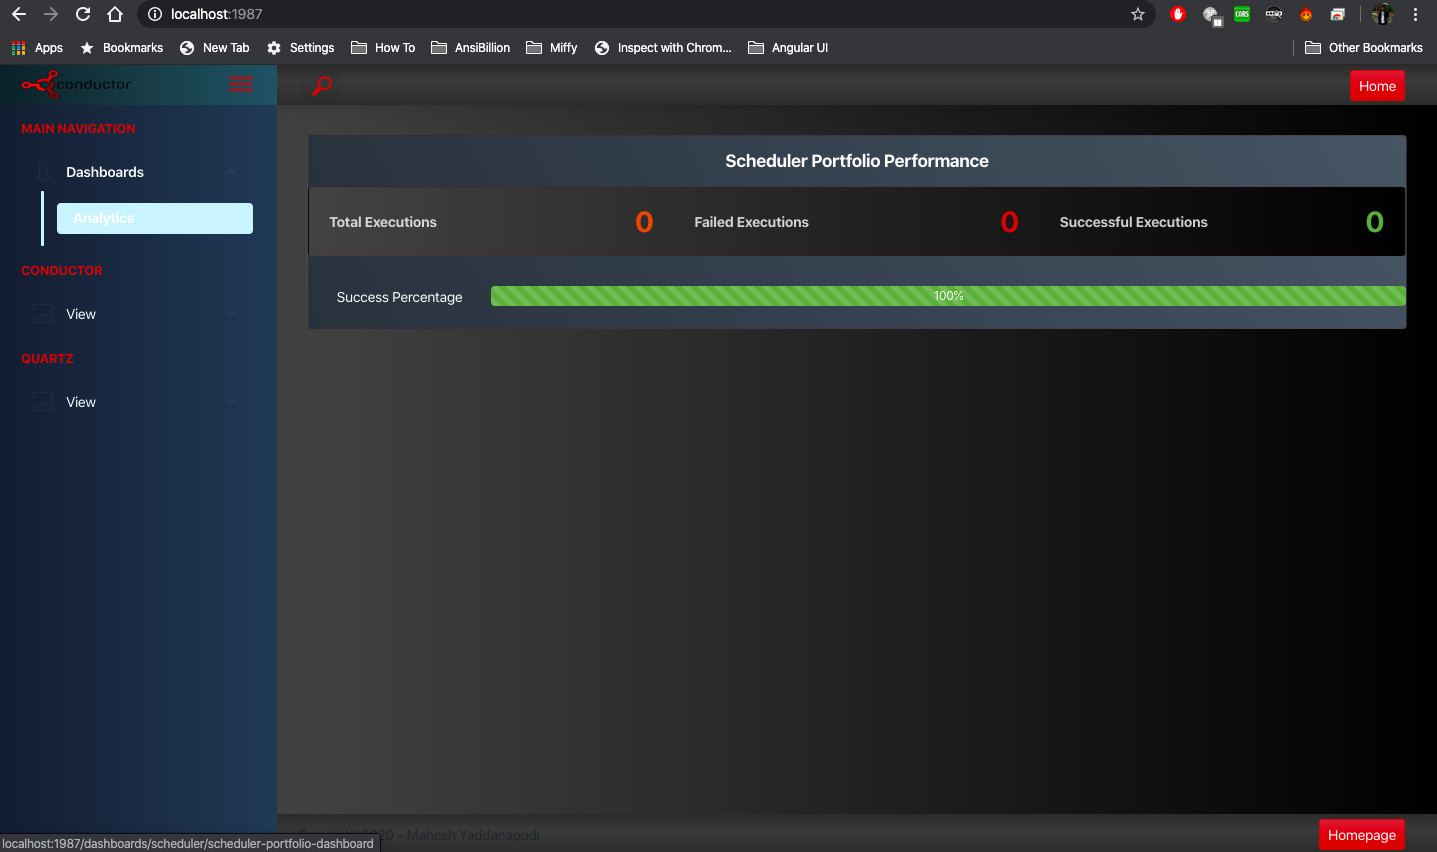 localhost:1987
Apps Bookmarks New Tab Settings How To AnsiBillion Miffy Inspect with Chrom... Angular UI Other Bookmarks
CORS
conductor
Home
MAIN NAVIGATION
Dashboards
Analytics
CONDUCTOR
View
QUARTZ
View
Scheduler Portfolio Performance
Total Executions 0 Failed Executions 0 Successful Executions 0
Success Percentage 100%
Copyright 2020 - Mahesh Yaddanapudi
Homepage
localhost:1987/dashboards/scheduler/scheduler-portfolio-dashboard